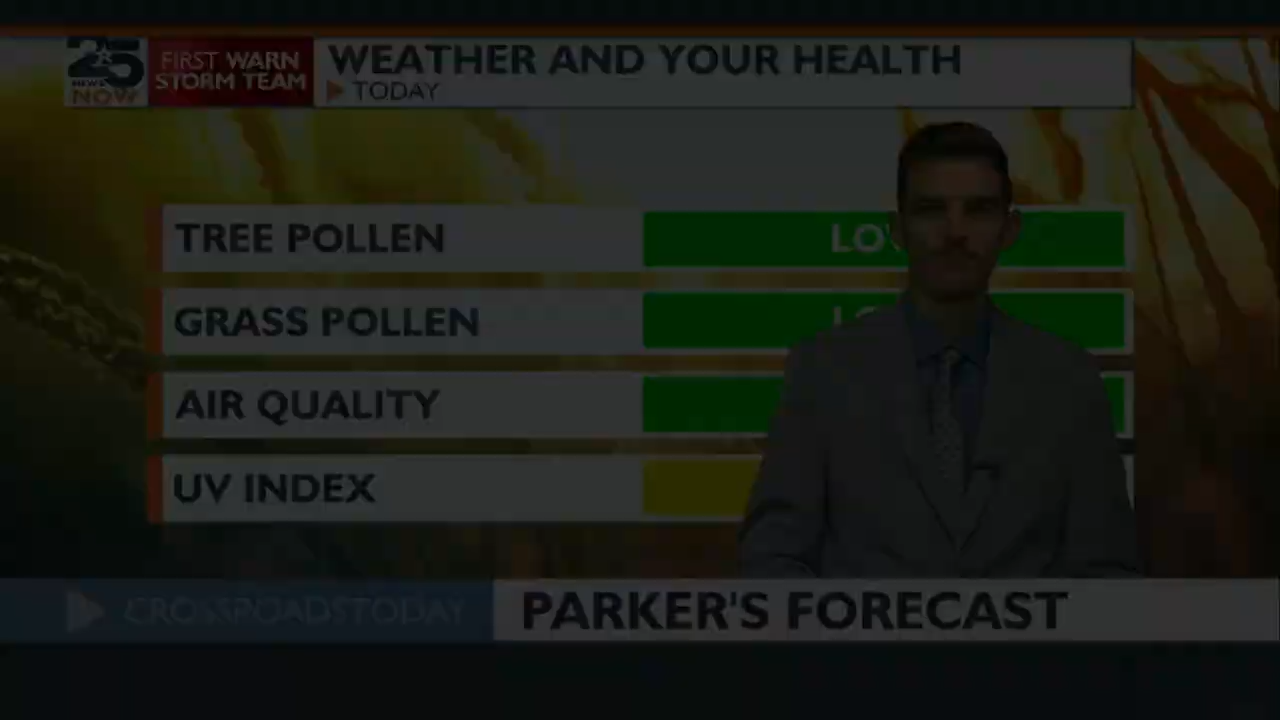 25
NEWS
NOW
FIRST WARN
STORM TEAM
WEATHER AND YOUR HEALTH
TODAY
TREE POLLEN
GRASS POLLEN
AIR QUALITY
UV INDEX
CROSSROADSTODAY
PARKER'S FORECAST